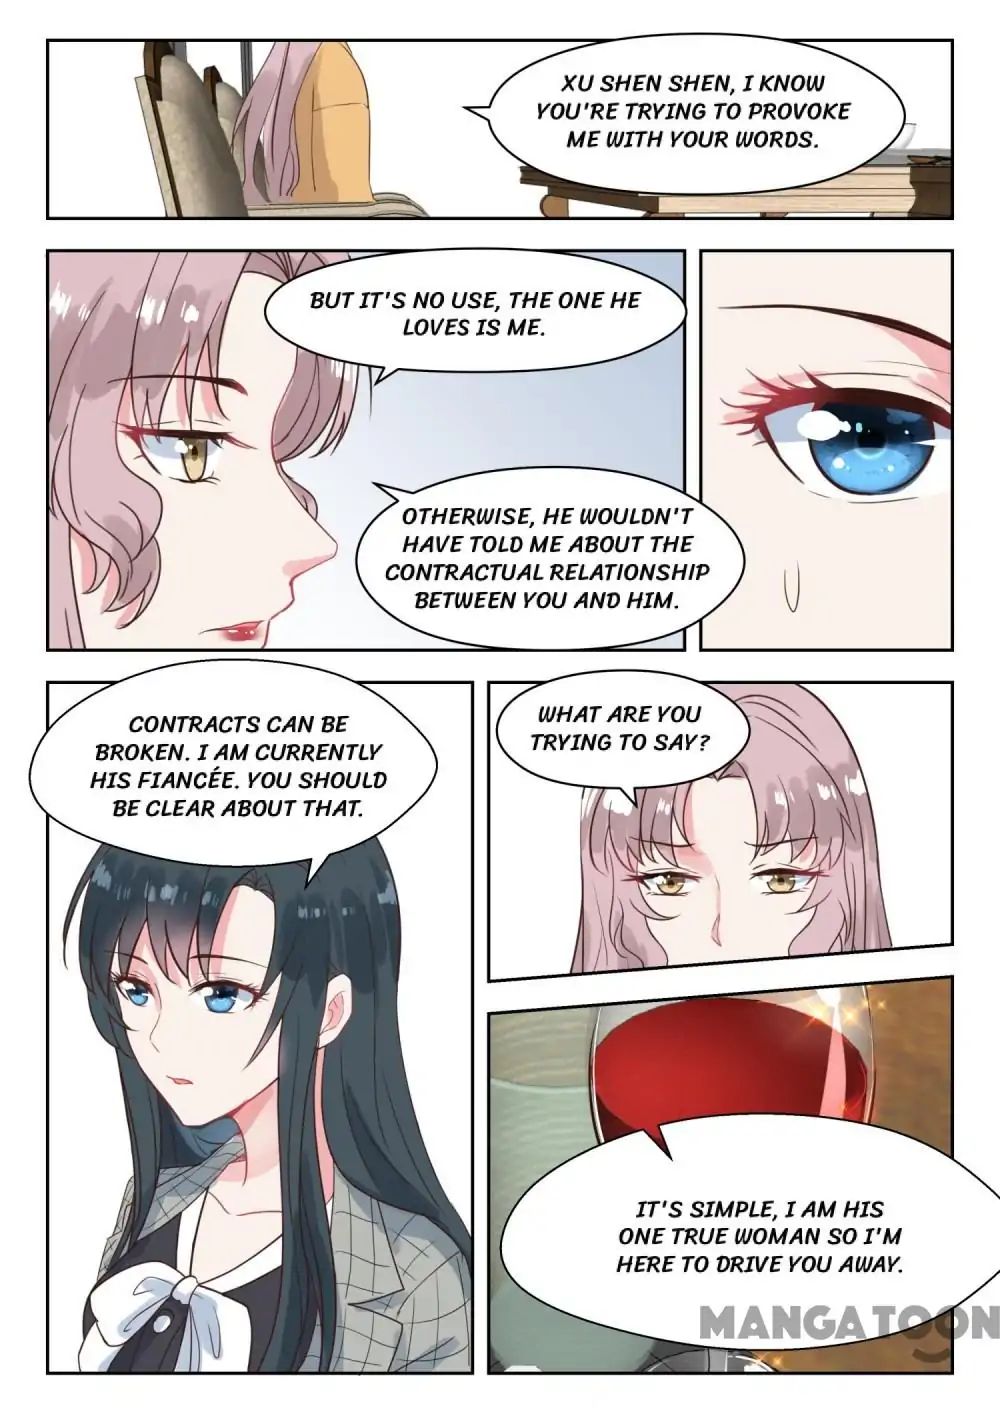 XU SHEN SHEN, I KNOW
YOU'RE TRYING TO PROVOKE
ME WITH YOUR WORDS.
BUT IT'S NO USE, THE ONE HE
LOVES IS ME.
OTHERWISE, HE WOULDN'T
HAVE TOLD ME ABOUT THE
CONTRACTUAL RELATIONSHIP
BETWEEN YOU AND HIM.
CONTRACTS CAN BE
BROKEN. I AM CURRENTLY
HIS FIANCÉE. YOU SHOULD
BE CLEAR ABOUT THAT.
WHAT ARE YOU
TRYING TO SAY?
IT'S SIMPLE, I AM HIS
ONE TRUE WOMAN SO I'M
HERE TO DRIVE YOU AWAY.
MANGATOON